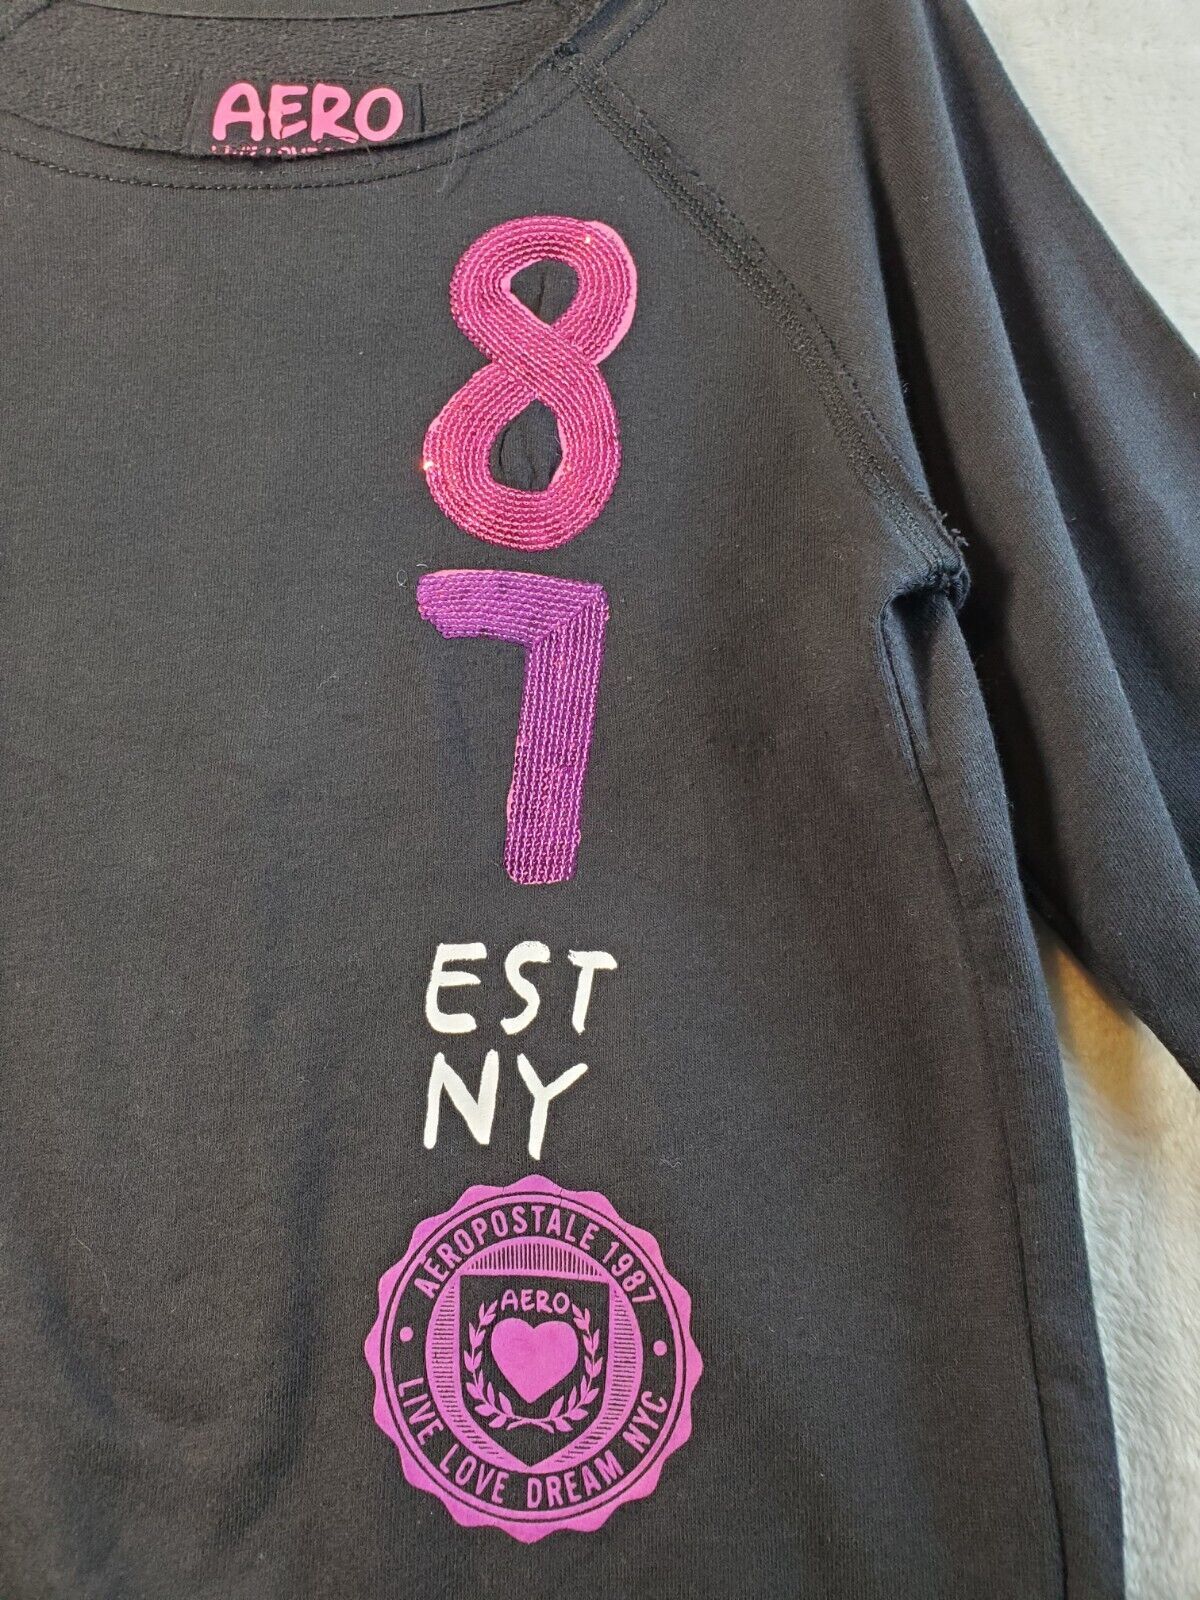 AERO
8
7
EST
NY
AEROPOSTALE 1987
AERO
LIVE LOVE DREAM NYC